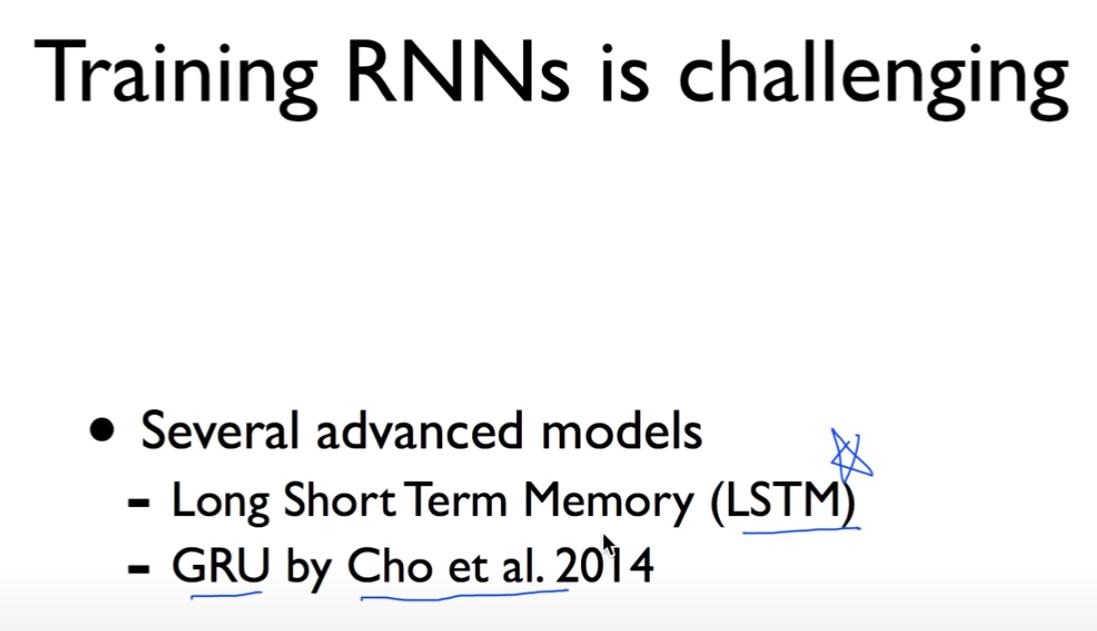 Training RNNs is challenging
• Several advanced models
- Long Short Term Memory (LSTM)
- GRU by Cho et al. 2014